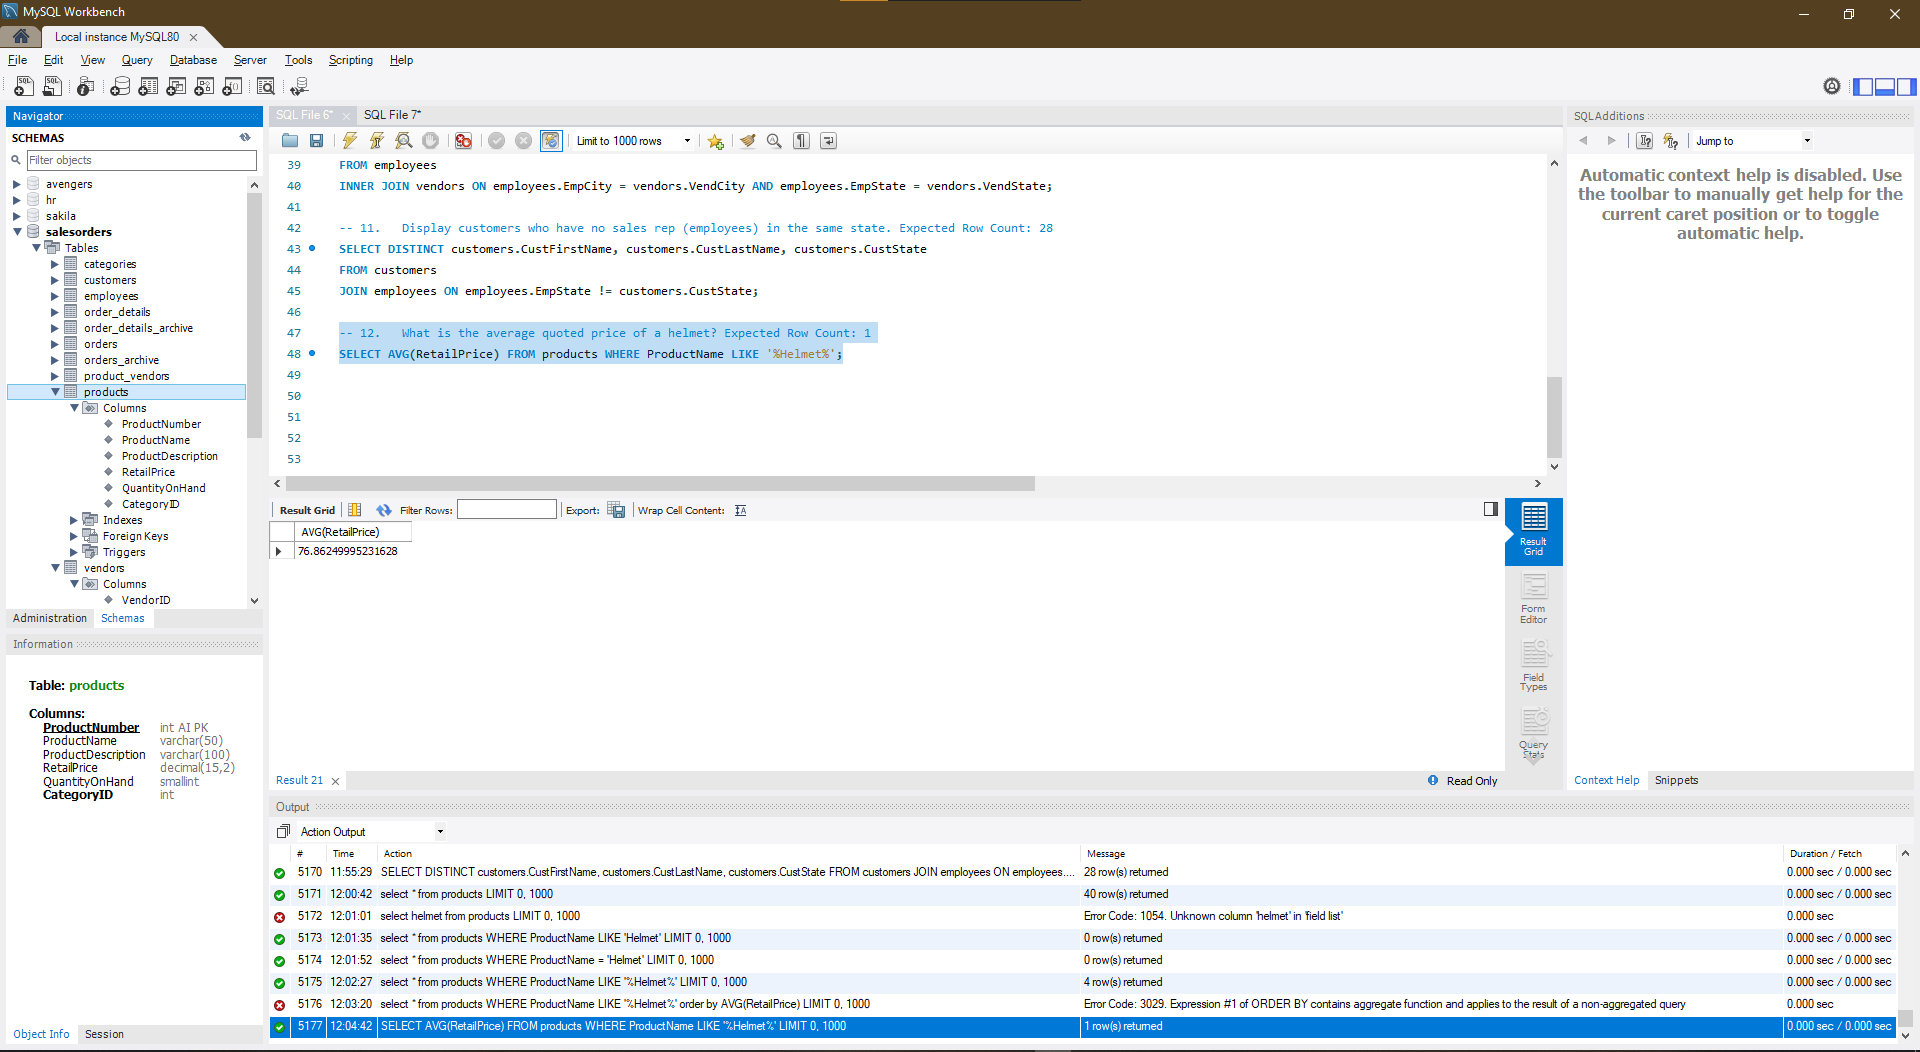 MySQL Workbench
Local instance MySQL80
File Edit View Query Database Server Tools Scripting Help
Navigator
SCHEMAS
Filter objects
avengers
hr
sakila
salesorders
Tables
categories
customers
employees
order_details
order_details_archive
orders
orders_archive
product_vendors
products
Columns
ProductNumber
ProductName
ProductDescription
RetailPrice
QuantityOnHand
CategoryID
Indexes
Foreign Keys
Triggers
vendors
Columns
VendorID
Administration Schemas
Information
Table: products
Columns:
ProductNumber int AI PK
ProductName varchar(50)
ProductDescription varchar(100)
RetailPrice decimal(15,2)
QuantityOnHand smallint
CategoryID int
Object Info Session
SQL File 6* SQL File 7*
Limit to 1000 rows
39 FROM employees
40 INNER JOIN vendors ON employees.EmpCity = vendors.VendCity AND employees.EmpState = vendors.VendState;
41
42 -- 11. Display customers who have no sales rep (employees) in the same state. Expected Row Count: 28
43 SELECT DISTINCT customers.CustFirstName, customers.CustLastName, customers.CustState
44 FROM customers
45 JOIN employees ON employees.EmpState != customers.CustState;
46
47 -- 12. What is the average quoted price of a helmet? Expected Row Count: 1
48 SELECT AVG(RetailPrice) FROM products WHERE ProductName LIKE '%Helmet%';
49
50
51
52
53
Result Grid Filter Rows: Export: Wrap Cell Content:
AVG(RetailPrice)
76.86249995231628
Result Grid
Form Editor
Field Types
Query Stats
Result 21 Read Only
SQLAdditions
Jump to
Automatic context help is disabled. Use
the toolbar to manually get help for the
current caret position or to toggle
automatic help.
Context Help Snippets
Output
Action Output
# Time Action Message Duration / Fetch
5170 11:55:29 SELECT DISTINCT customers.CustFirstName, customers.CustLastName, customers.CustState FROM customers JOIN employees ON employees.... 28 row(s) returned 0.000 sec / 0.000 sec
5171 12:00:42 select * from products LIMIT 0, 1000 40 row(s) returned 0.000 sec / 0.000 sec
5172 12:01:01 select helmet from products LIMIT 0, 1000 Error Code: 1054. Unknown column 'helmet' in 'field list' 0.000 sec
5173 12:01:35 select * from products WHERE ProductName LIKE 'Helmet' LIMIT 0, 1000 0 row(s) returned 0.000 sec / 0.000 sec
5174 12:01:52 select * from products WHERE ProductName = 'Helmet' LIMIT 0, 1000 0 row(s) returned 0.000 sec / 0.000 sec
5175 12:02:27 select * from products WHERE ProductName LIKE '%Helmet%' LIMIT 0, 1000 4 row(s) returned 0.000 sec / 0.000 sec
5176 12:03:20 select * from products WHERE ProductName LIKE '%Helmet%' order by AVG(RetailPrice) LIMIT 0, 1000 Error Code: 3029. Expression #1 of ORDER BY contains aggregate function and applies to the result of a non-aggregated query 0.000 sec
5177 12:04:42 SELECT AVG(RetailPrice) FROM products WHERE ProductName LIKE '%Helmet%' LIMIT 0, 1000 1 row(s) returned 0.000 sec / 0.000 sec